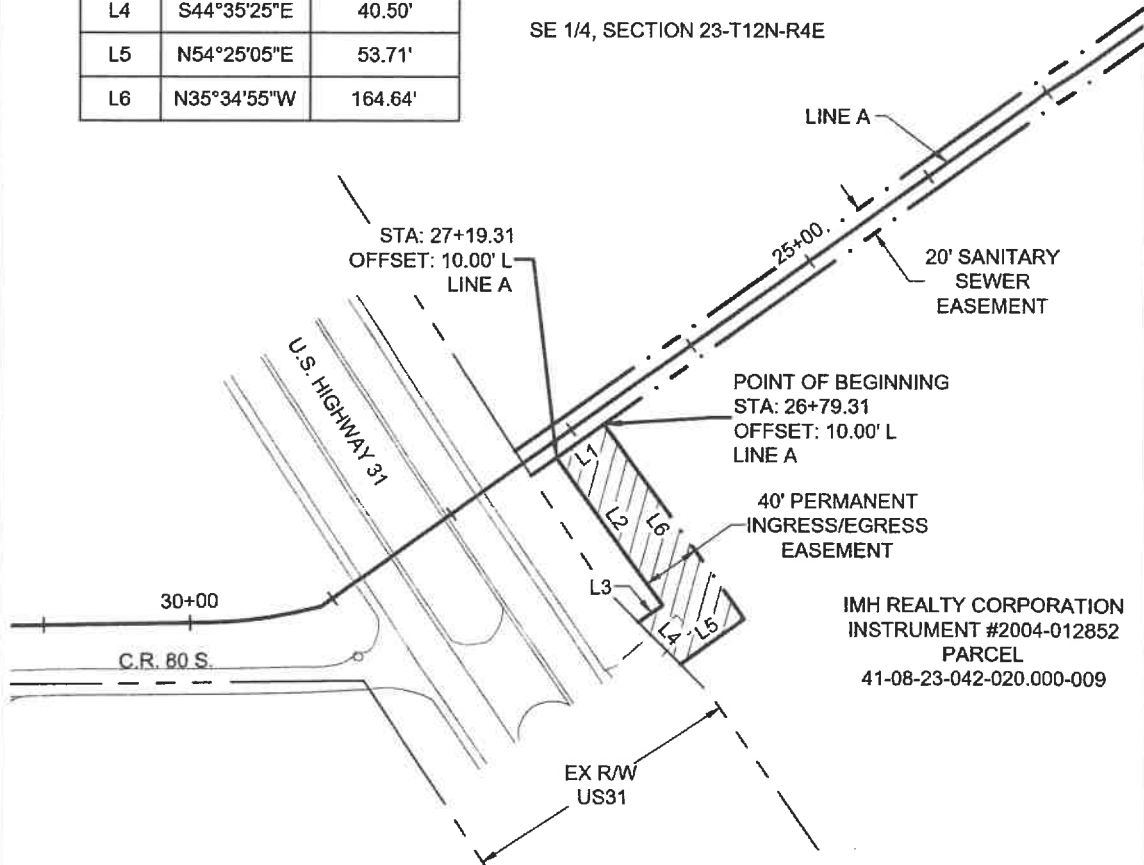 L4 S44°35'25"E 40.50'
L5 N54°25'05"E 53.71'
L6 N35°34'55"W 164.64'
SE 1/4, SECTION 23-T12N-R4E
LINE A
STA: 27+19.31
OFFSET: 10.00' L
LINE A
25+00.
20' SANITARY
SEWER
EASEMENT
U.S. HIGHWAY 31
POINT OF BEGINNING
STA: 26+79.31
OFFSET: 10.00' L
LINE A
L1
L2
L6
40' PERMANENT
INGRESS/EGRESS
EASEMENT
L3
L4
L5
30+00
C.R. 80 S.
IMH REALTY CORPORATION
INSTRUMENT #2004-012852
PARCEL
41-08-23-042-020.000-009
EX R/W
US31